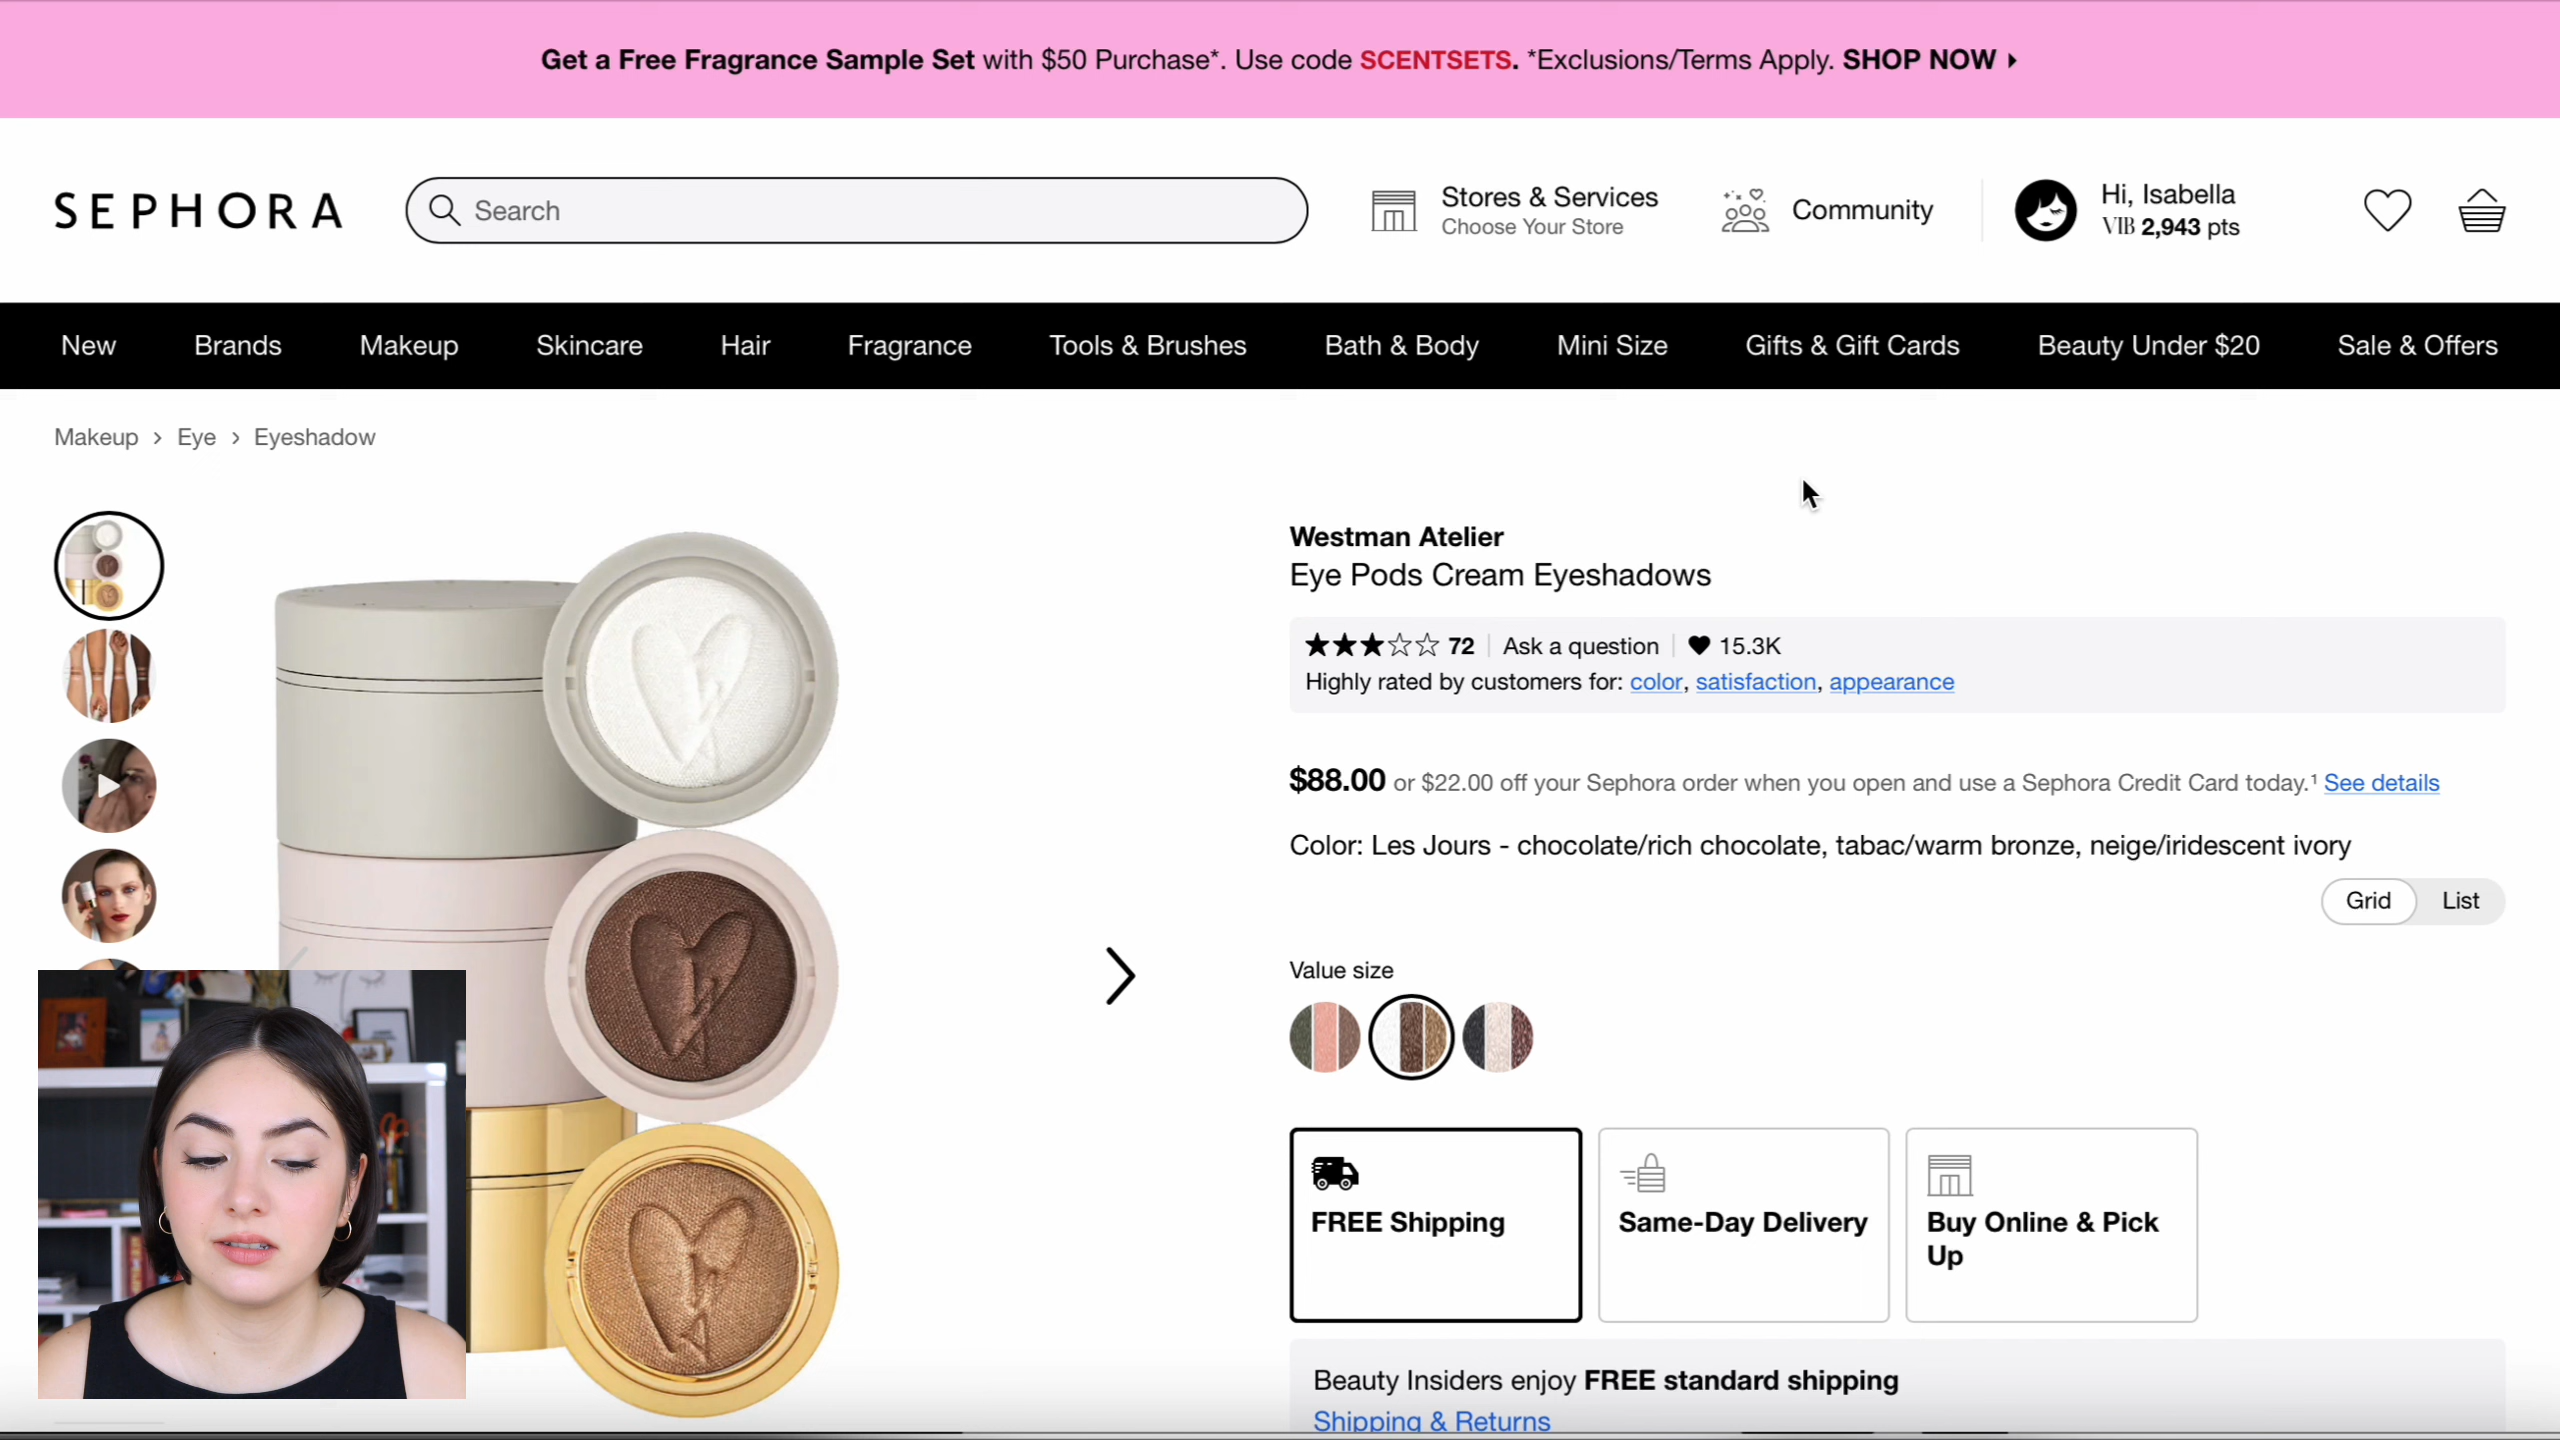 Get a Free Fragrance Sample Set with $50 Purchase*. Use code SCENTSETS. *Exclusions/Terms Apply. SHOP NOW
SEPHORA
Search
Stores & Services
Choose Your Store
Community
Hi, Isabella
VIB 2,943 pts
New
Brands
Makeup
Skincare
Hair
Fragrance
Tools & Brushes
Bath & Body
Mini Size
Gifts & Gift Cards
Beauty Under $20
Sale & Offers
Makeup > Eye > Eyeshadow
Westman Atelier
Eye Pods Cream Eyeshadows
72 | Ask a question | 15.3K
Highly rated by customers for: color, satisfaction, appearance
$88.00 or $22.00 off your Sephora order when you open and use a Sephora Credit Card today.¹ See details
Color: Les Jours - chocolate/rich chocolate, tabac/warm bronze, neige/iridescent ivory
Grid
List
Value size
FREE Shipping
Same-Day Delivery
Buy Online & Pick
Up
Beauty Insiders enjoy FREE standard shipping
Shipping & Returns